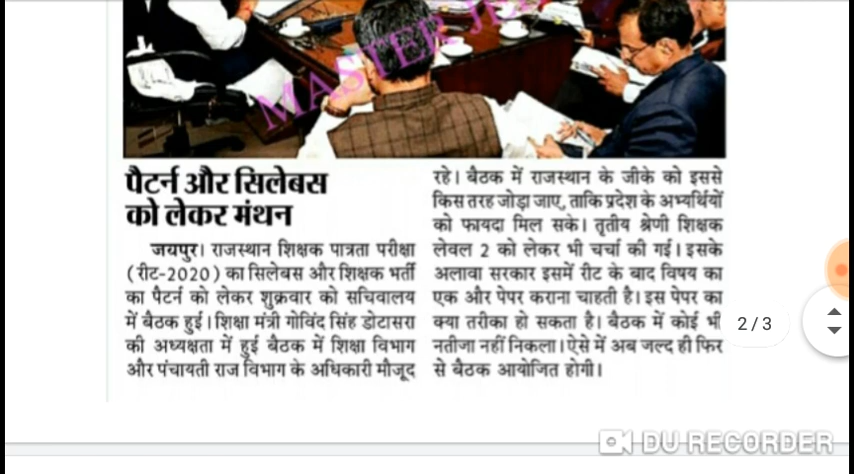 MASTER JE
पैटर्न और सिलेबस
को लेकर मंथन
जयपुर। राजस्थान शिक्षक पात्रता परीक्षा
(रीट-2020) का सिलेबस और शिक्षक भर्ती
का पैटर्न को लेकर शुक्रवार को सचिवालय
में बैठक हुई। शिक्षा मंत्री गोविंद सिंह डोटासरा
की अध्यक्षता में हुई बैठक में शिक्षा विभाग
और पंचायती राज विभाग के अधिकारी मौजूद
रहे। बैठक में राजस्थान के जीके को इससे
किस तरह जोड़ा जाए, ताकि प्रदेश के अभ्यर्थियों
को फायदा मिल सके। तृतीय श्रेणी शिक्षक
लेवल 2 को लेकर भी चर्चा की गई। इसके
अलावा सरकार इसमें रीट के बाद विषय का
एक और पेपर कराना चाहती है। इस पेपर का
क्या तरीका हो सकता है। बैठक में कोई भी
नतीजा नहीं निकला। ऐसे में अब जल्द ही फिर
से बैठक आयोजित होगी।
2/3
DU RECORDER